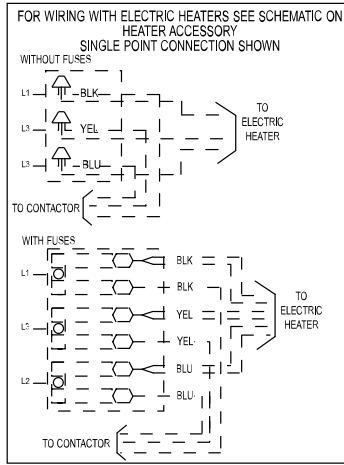 FOR WIRING WITH ELECTRIC HEATERS SEE SCHEMATIC ON
HEATER ACCESSORY
SINGLE POINT CONNECTION SHOWN
WITHOUT FUSES
L1
BLK
TO
ELECTRIC
HEATER
L3
YEL
L3
BLU
TO CONTACTOR
WITH FUSES
BLK
L1
BLK
TO
ELECTRIC
HEATER
YEL
L3
YEL
BLU
L2
BLU
TO CONTACTOR